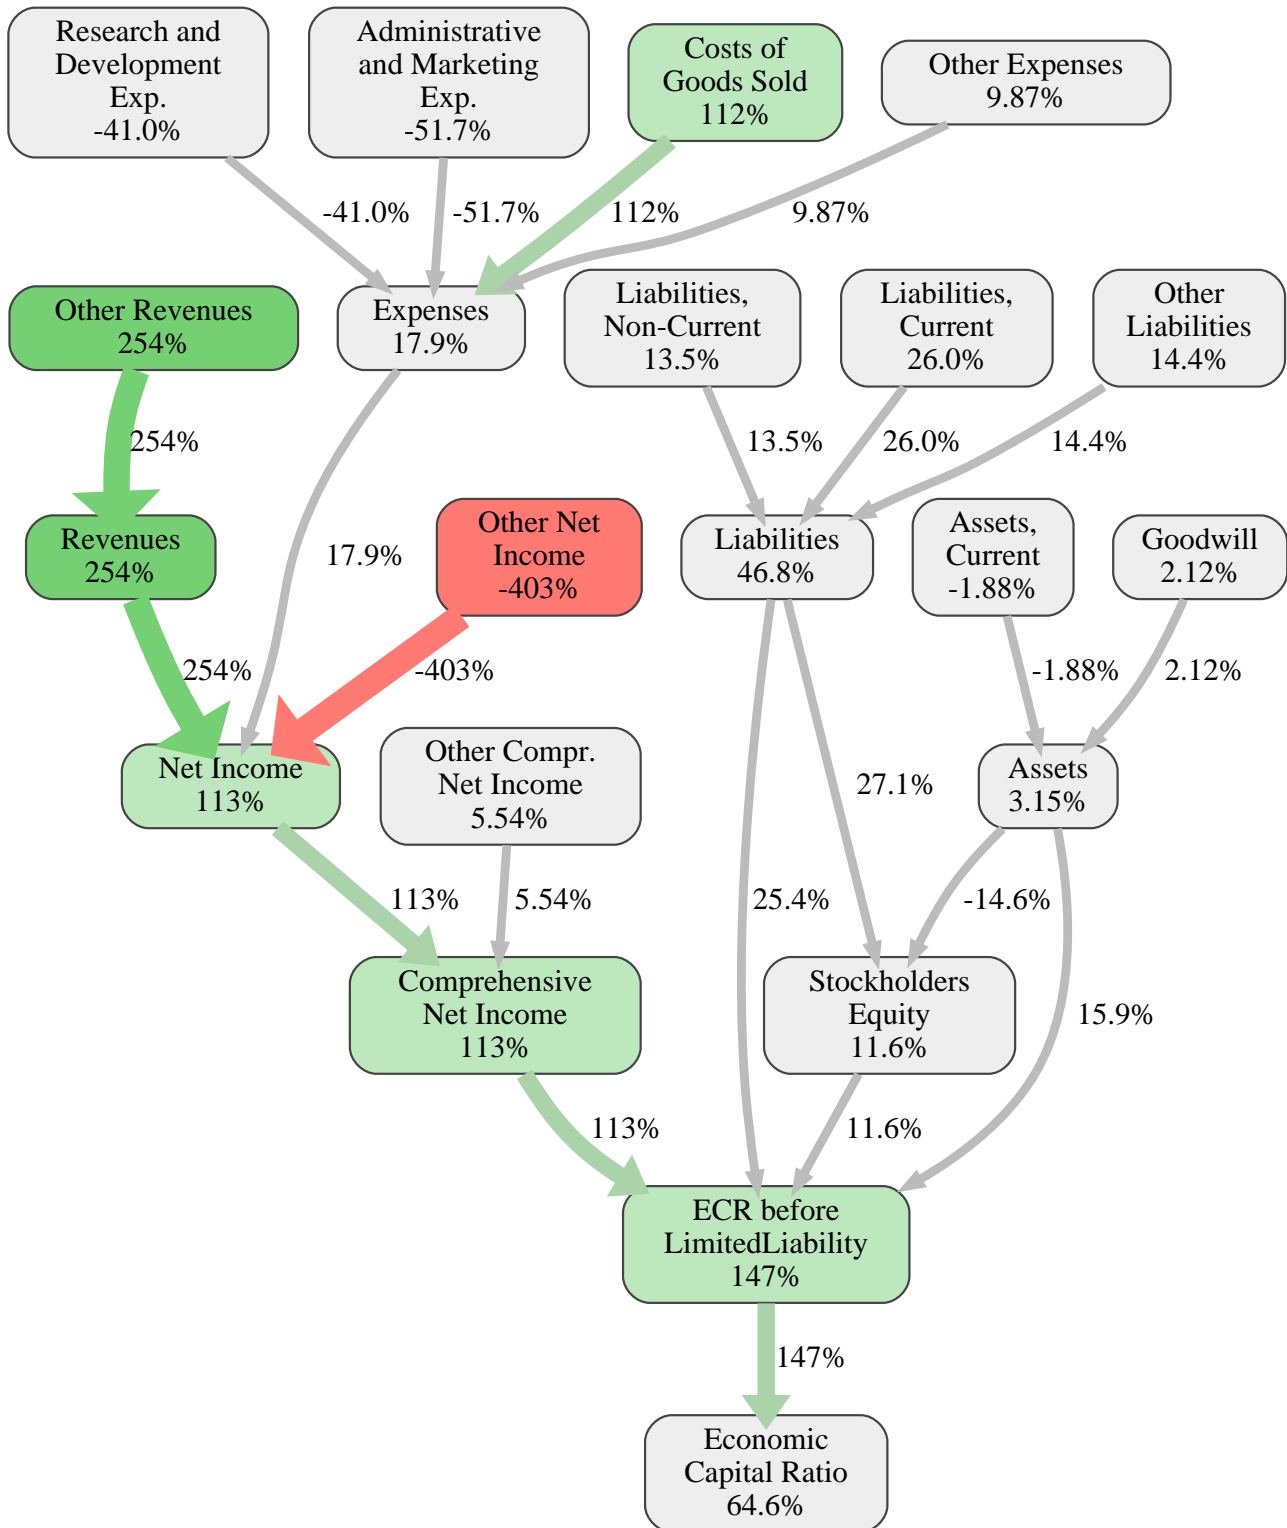 Research and
Development
Exp.
-41.0%
Administrative
and Marketing
Exp.
-51.7%
Costs of
Goods Sold
112%
Other Expenses
9.87%
-41.0%
-51.7%
112%
9.87%
Other Revenues
254%
Expenses
17.9%
Liabilities,
Non-Current
13.5%
Liabilities,
Current
26.0%
Other
Liabilities
14.4%
254%
13.5%
26.0%
14.4%
Revenues
254%
17.9%
Other Net
Income
-403%
Liabilities
46.8%
Assets,
Current
-1.88%
Goodwill
2.12%
254%
-403%
-1.88%
2.12%
Net Income
113%
Other Compr.
Net Income
5.54%
27.1%
Assets
3.15%
113%
5.54%
25.4%
-14.6%
Comprehensive
Net Income
113%
Stockholders
Equity
11.6%
15.9%
113%
11.6%
ECR before
LimitedLiability
147%
147%
Economic
Capital Ratio
64.6%